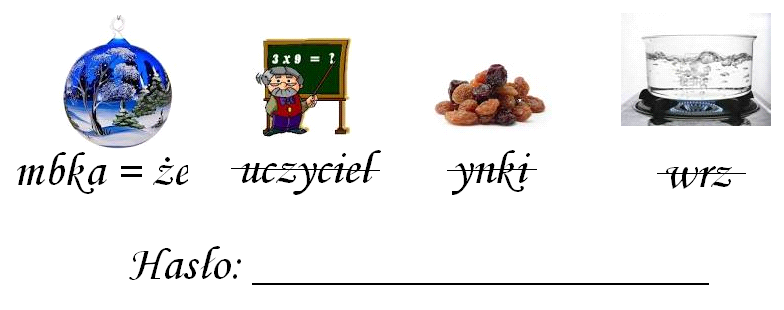 3 x 9 = ?
mbka = że uczyciel ynki wrz
Hasło: